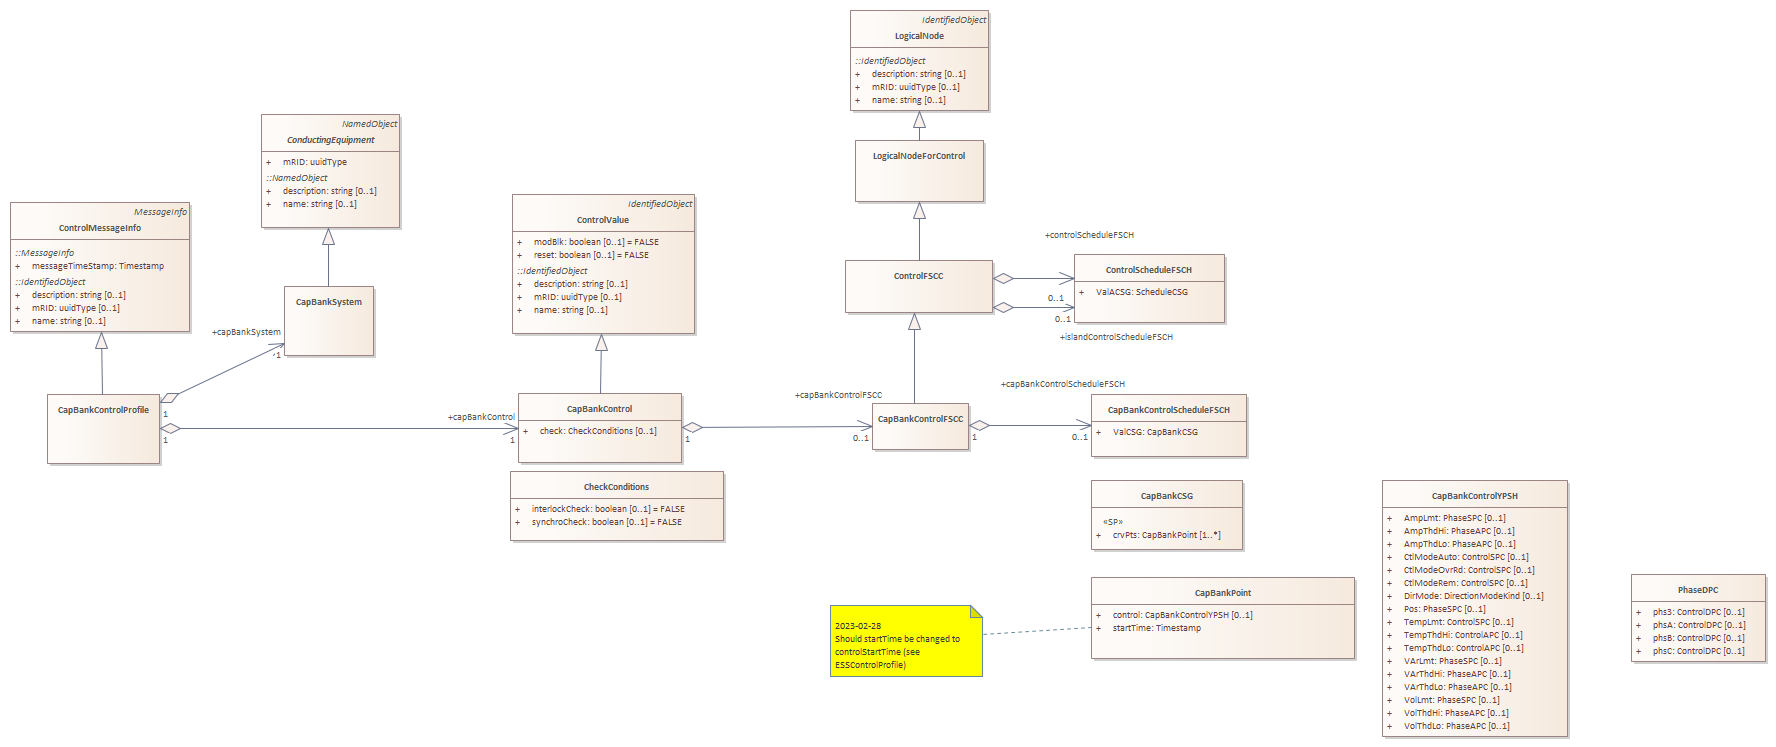 IdentifiedObject
LogicalNode
::IdentifiedObject
+ description: string [0..1]
+ mRID: uuidType [0..1]
+ name: string [0..1]
NamedObject
ConductingEquipment
+ mRID: uuidType
::NamedObject
+ description: string [0..1]
+ name: string [0..1]
LogicalNodeForControl
MessageInfo
ControlMessageInfo
::MessageInfo
+ messageTimeStamp: Timestamp
::IdentifiedObject
+ description: string [0..1]
+ mRID: uuidType [0..1]
+ name: string [0..1]
IdentifiedObject
ControlValue
+ modBlk: boolean [0..1] = FALSE
+ reset: boolean [0..1] = FALSE
::IdentifiedObject
+ description: string [0..1]
+ mRID: uuidType [0..1]
+ name: string [0..1]
+controlScheduleFSCH
ControlFSCC
0..1
0..1
+islandControlScheduleFSCH
ControlScheduleFSCH
+ ValACSG: ScheduleCSG
CapBankSystem
+capBankSystem
1
1
CapBankControlProfile
1
+capBankControl
1
CapBankControl
+ check: CheckConditions [0..1]
1
+capBankControlFSCC
0..1
CapBankControlFSCC
1
+capBankControlScheduleFSCH
0..1
CapBankControlScheduleFSCH
+ ValCSG: CapBankCSG
CheckConditions
+ interlockCheck: boolean [0..1] = FALSE
+ synchroCheck: boolean [0..1] = FALSE
CapBankCSG
«SP»
+ crvPts: CapBankPoint [1..*]
CapBankPoint
+ control: CapBankControlYPSH [0..1]
+ startTime: Timestamp
2023-02-28
Should startTime be changed to
controlStartTime (see
ESSControlProfile)
CapBankControlYPSH
+ AmpLmt: PhaseSPC [0..1]
+ AmpThdHi: PhaseAPC [0..1]
+ AmpThdLo: PhaseAPC [0..1]
+ CtlModeAuto: ControlSPC [0..1]
+ CtlModeOvrRd: ControlSPC [0..1]
+ CtlModeRem: ControlSPC [0..1]
+ DirMode: DirectionModeKind [0..1]
+ Pos: PhaseSPC [0..1]
+ TempLmt: ControlSPC [0..1]
+ TempThdHi: ControlAPC [0..1]
+ TempThdLo: ControlAPC [0..1]
+ VArLmt: PhaseSPC [0..1]
+ VArThdHi: PhaseAPC [0..1]
+ VArThdLo: PhaseAPC [0..1]
+ VolLmt: PhaseSPC [0..1]
+ VolThdHi: PhaseAPC [0..1]
+ VolThdLo: PhaseAPC [0..1]
PhaseDPC
+ phs3: ControlDPC [0..1]
+ phsA: ControlDPC [0..1]
+ phsB: ControlDPC [0..1]
+ phsC: ControlDPC [0..1]